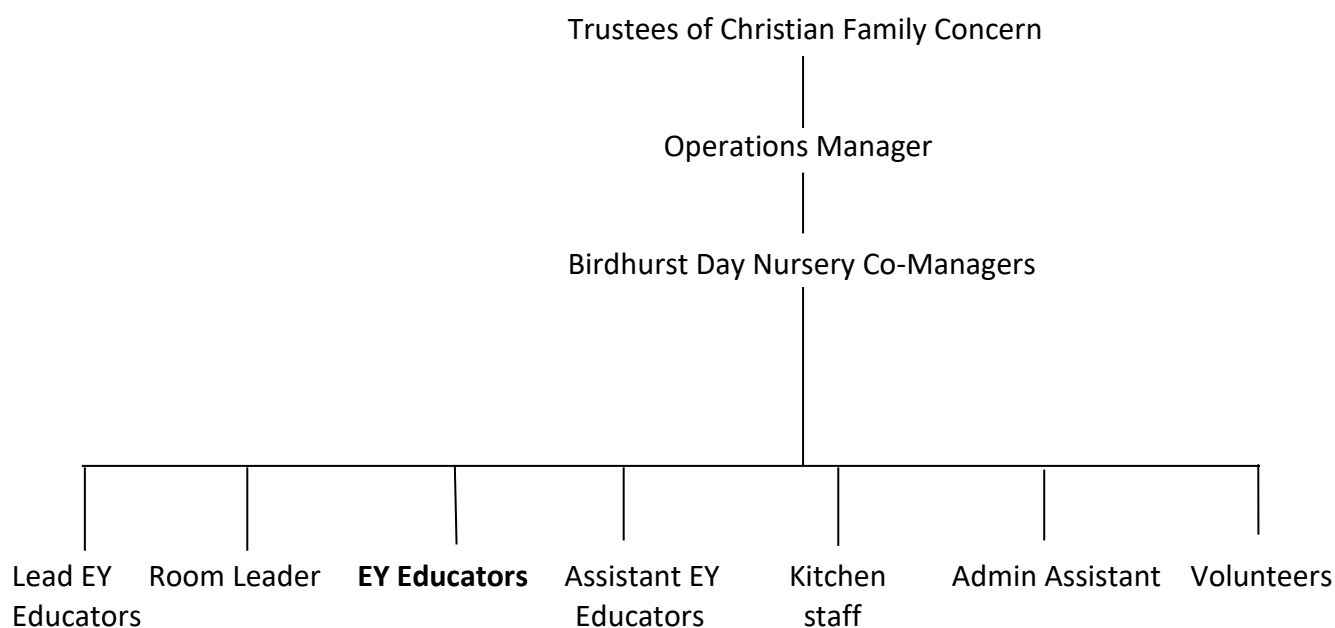 Trustees of Christian Family Concern
Operations Manager
Birdhurst Day Nursery Co-Managers
Lead EY
Educators
Room Leader
EY Educators
Assistant EY
Educators
Kitchen
staff
Admin Assistant
Volunteers